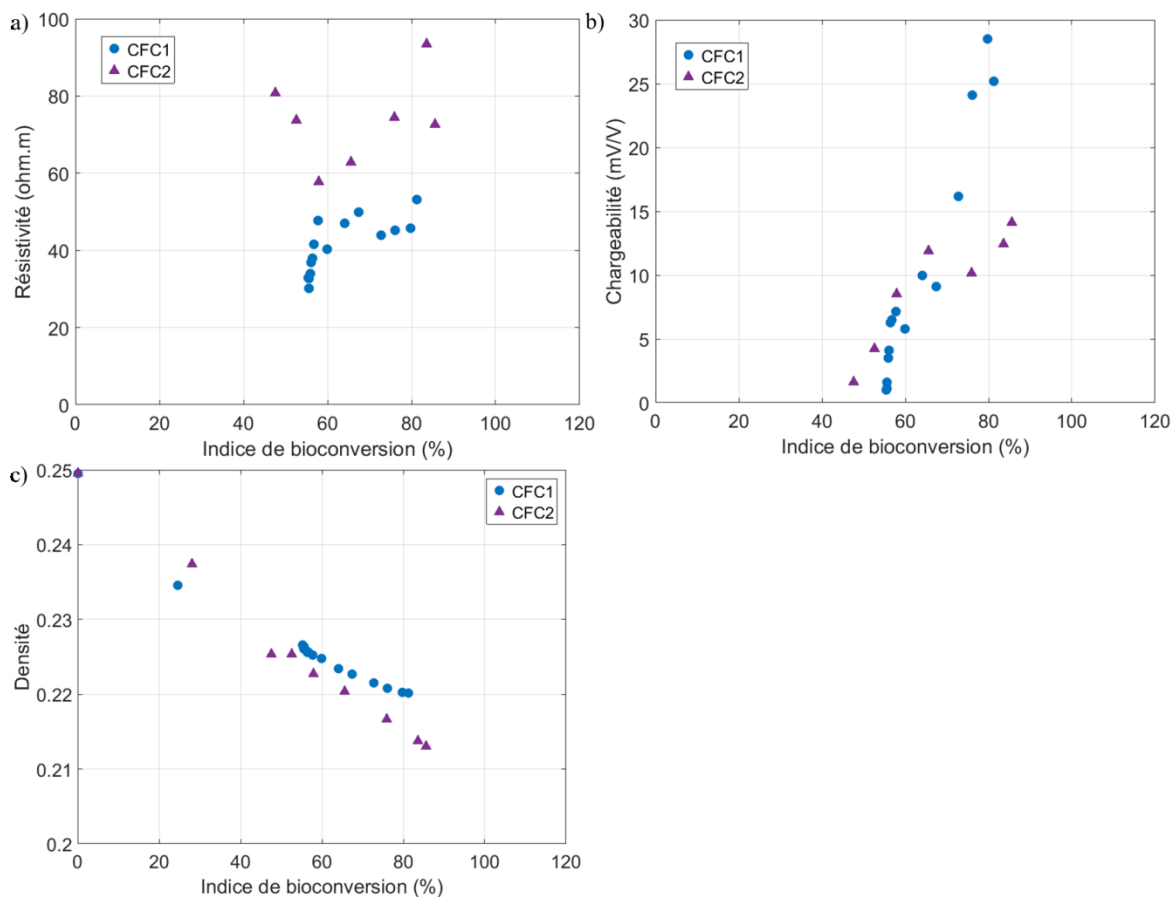 a)
100
80
60
40
20
0
Résistivité (ohm.m)
CFC1
CFC2
0 20 40 60 80 100 120
Indice de bioconversion (%)
b)
30
25
20
15
10
5
0
Chargeabilité (mV/V)
CFC1
CFC2
0 20 40 60 80 100 120
Indice de bioconversion (%)
c)
0.25
0.24
0.23
0.22
0.21
0.2
Densité
CFC1
CFC2
0 20 40 60 80 100 120
Indice de bioconversion (%)